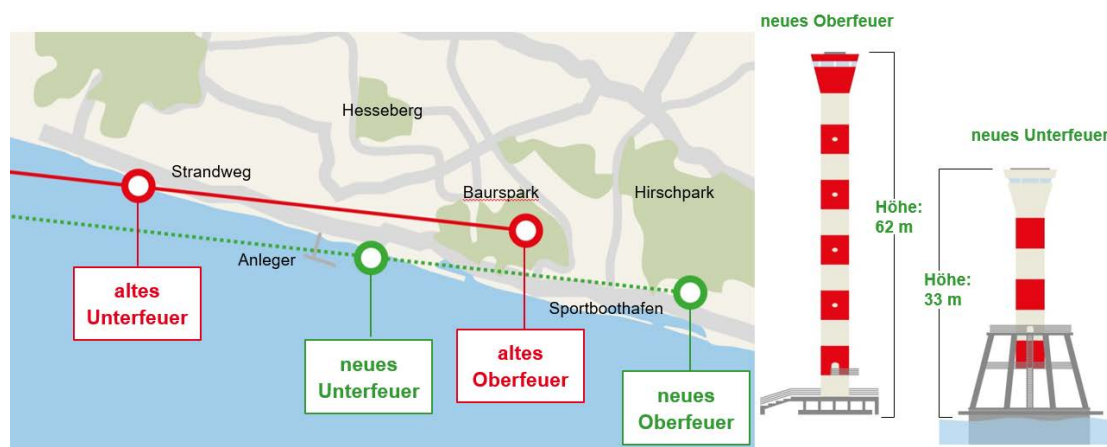 neues Oberfeuer
Hesseberg
neues Unterfeuer
Strandweg
Baurspark
Hirschpark
Höhe:
62 m
Anleger
Höhe:
33 m
altes
Unterfeuer
Sportboothafen
neues
Unterfeuer
altes
Oberfeuer
neues
Oberfeuer